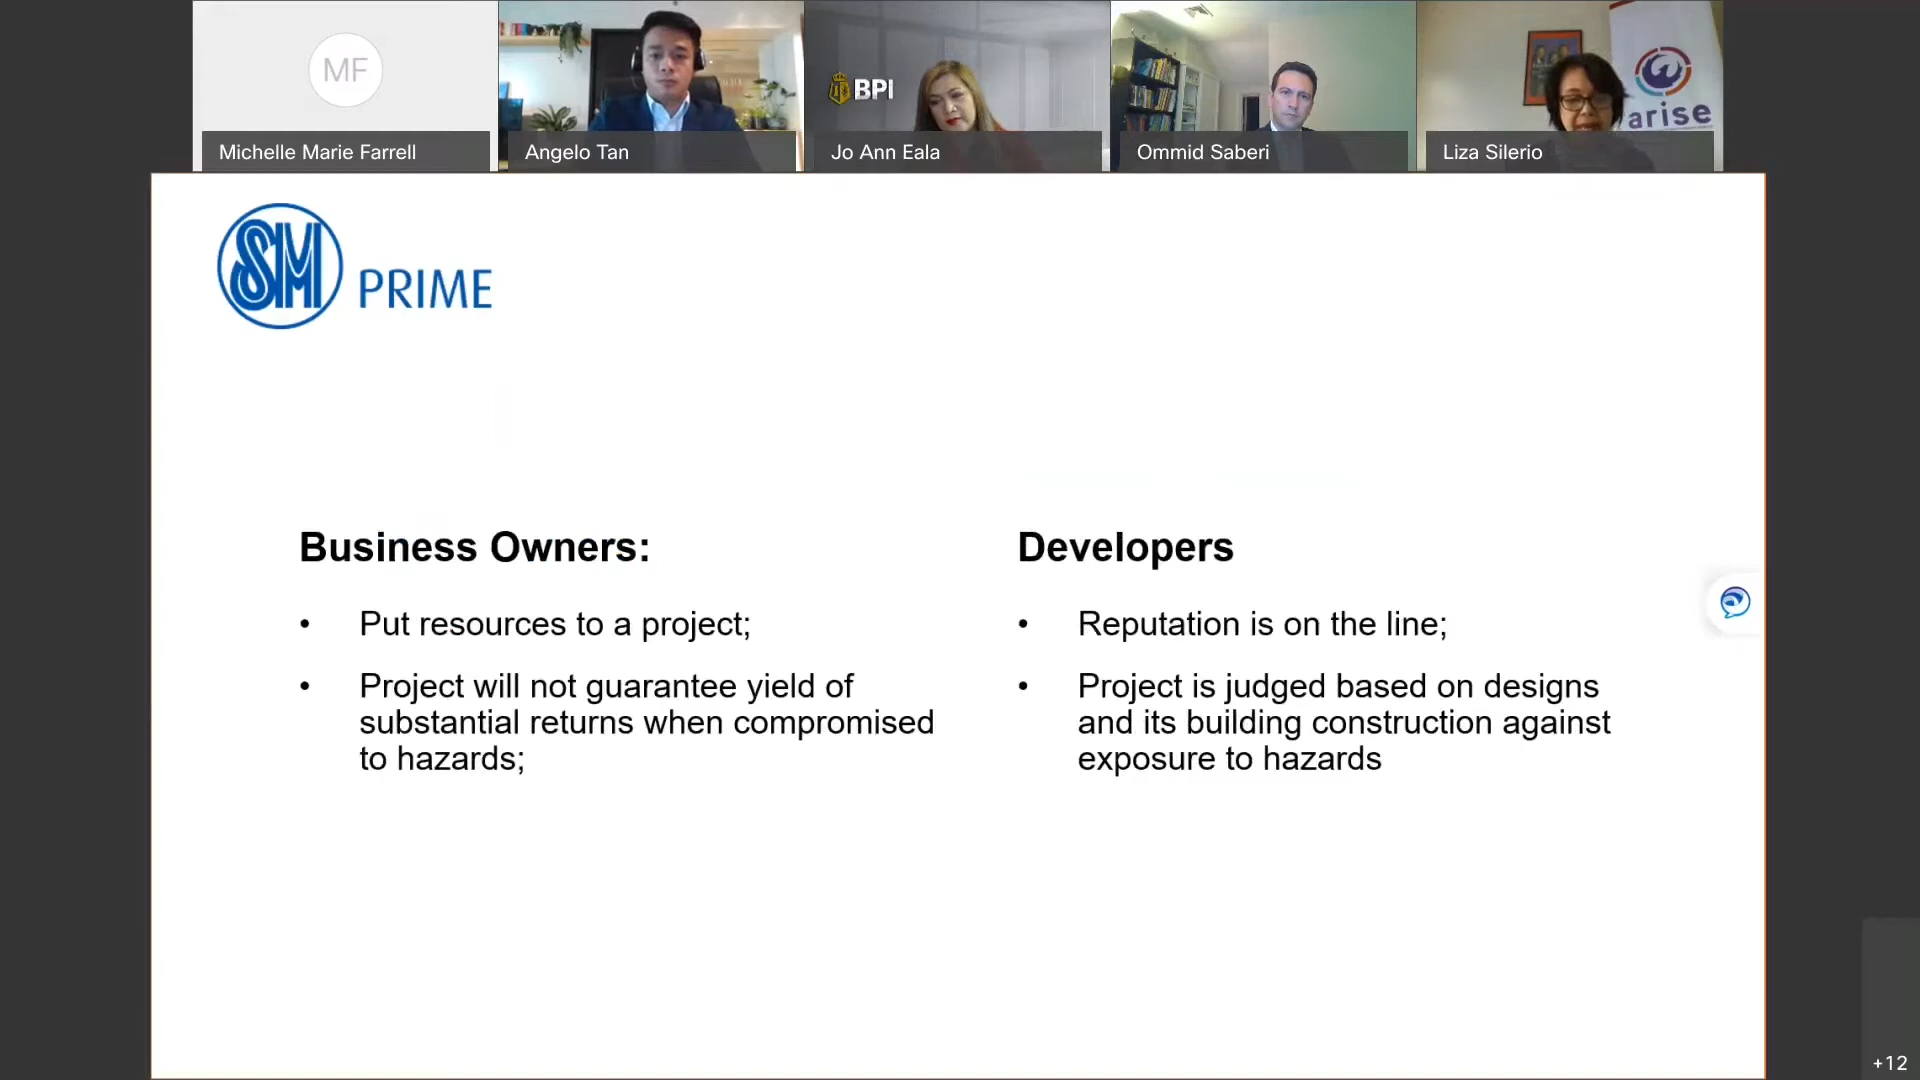 MF
BPI
arise
Michelle Marie Farrell
Angelo Tan
Jo Ann Eala
Ommid Saberi
Liza Silerio
SM PRIME
Business Owners:
• Put resources to a project;
• Project will not guarantee yield of
substantial returns when compromised
to hazards;
Developers
• Reputation is on the line;
• Project is judged based on designs
and its building construction against
exposure to hazards
+12